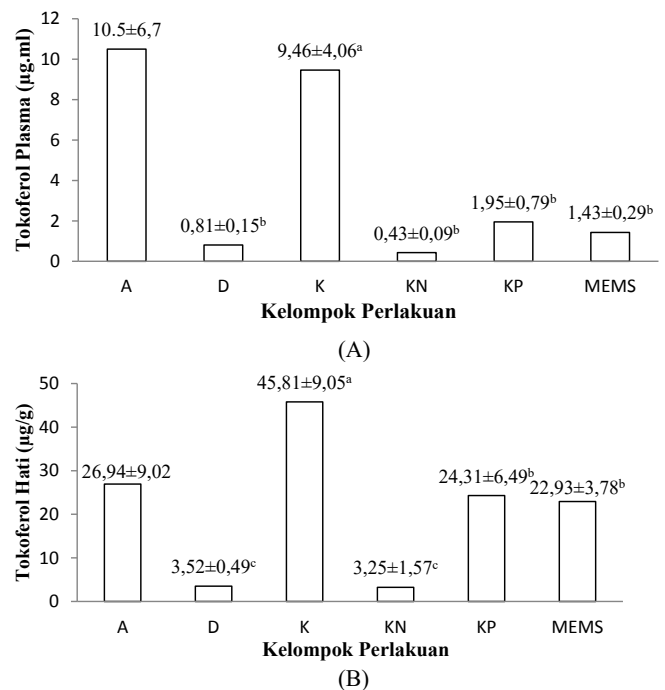 12
10.5±6,7
10
9,46±4,06ᵃ
8
6
4
2
0
0,81±0,15ᵇ
0,43±0,09ᵇ
1,95±0,79ᵇ
1,43±0,29ᵇ
Tokoferol Plasma (µg.ml)
A D K KN KP MEMS
Kelompok Perlakuan
(A)
50
40
30
20
10
0
26,94±9,02
3,52±0,49ᶜ
45,81±9,05ᵃ
3,25±1,57ᶜ
24,31±6,49ᵇ
22,93±3,78ᵇ
Tokoferol Hati (µg/g)
A D K KN KP MEMS
Kelompok Perlakuan
(B)